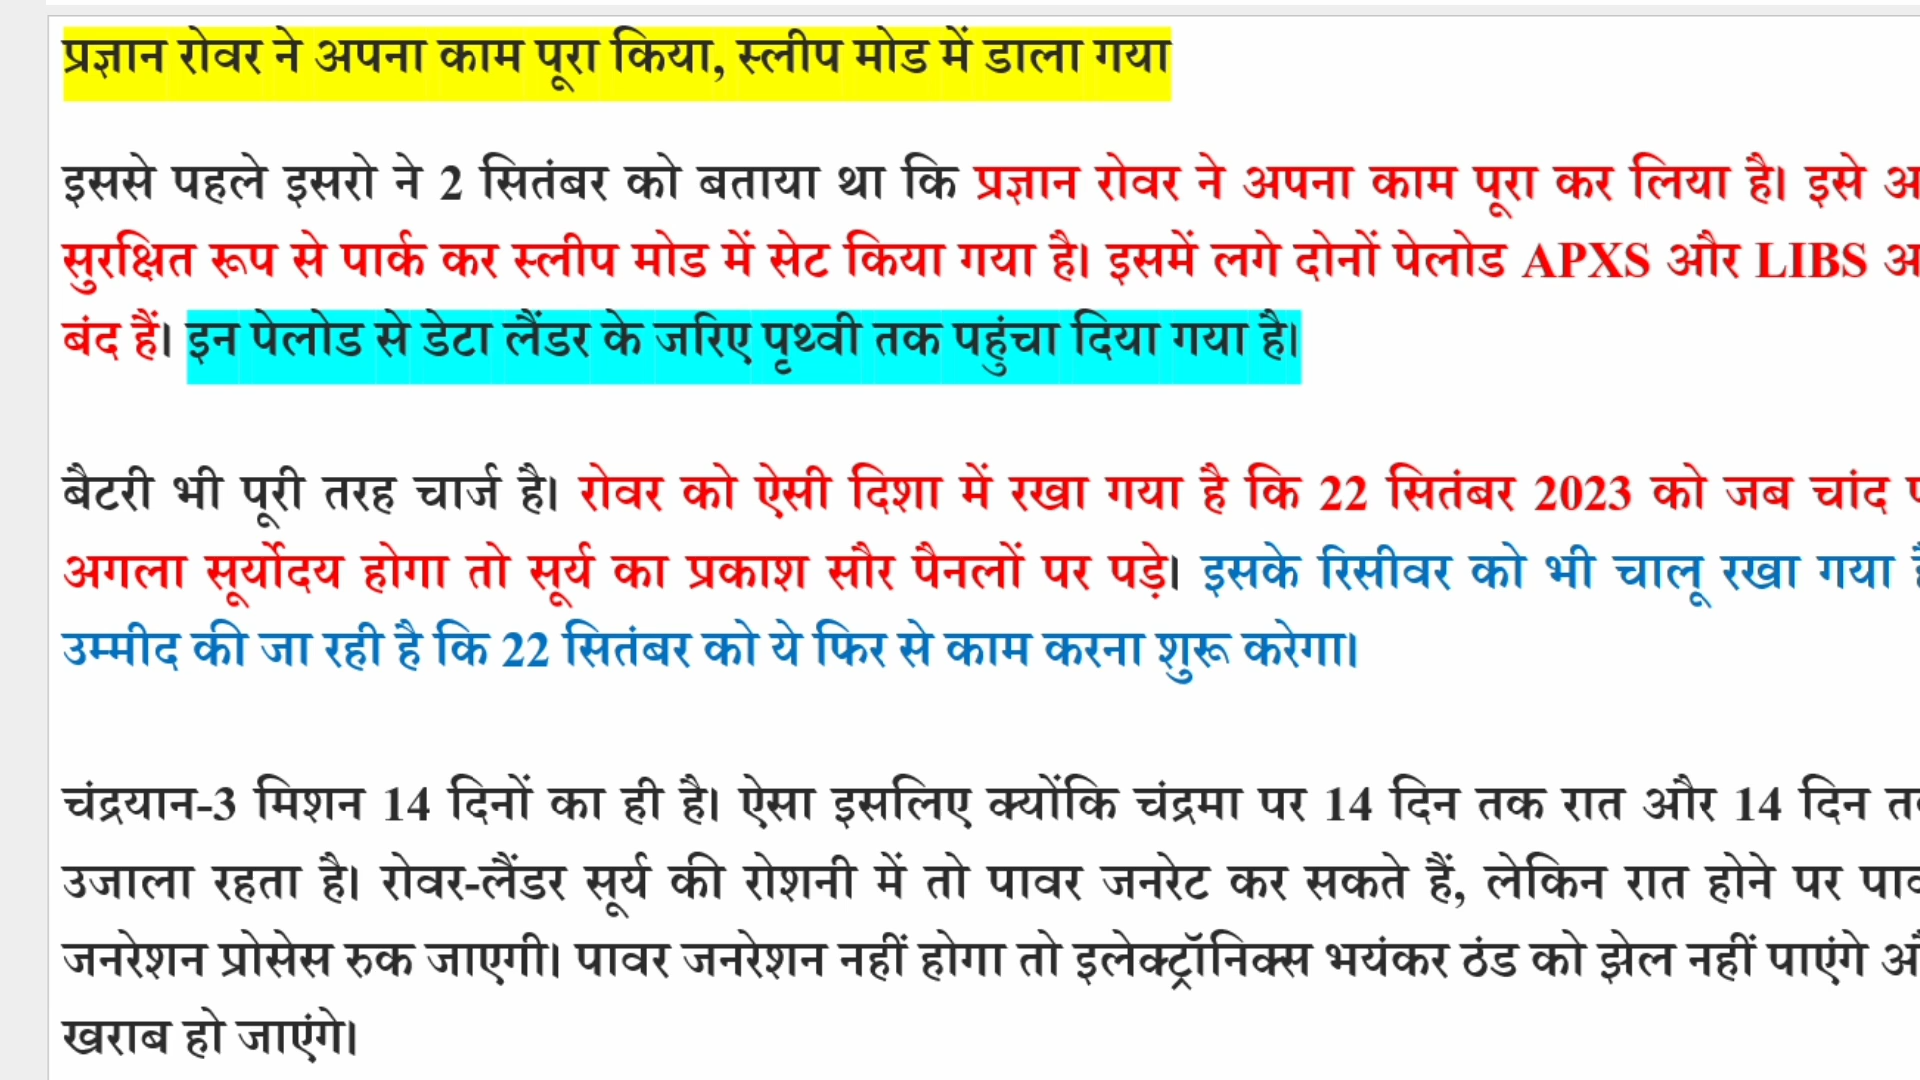 प्रज्ञान रोवर ने अपना काम पूरा किया, स्लीप मोड में डाला गया
इससे पहले इसरो ने 2 सितंबर को बताया था कि प्रज्ञान रोवर ने अपना काम पूरा कर लिया है। इसे
सुरक्षित रूप से पार्क कर स्लीप मोड में सेट किया गया है। इसमें लगे दोनों पेलोड APXS और LIBS
बंद हैं। इन पेलोड से डेटा लैंडर के जरिए पृथ्वी तक पहुंचा दिया गया है।
बैटरी भी पूरी तरह चार्ज है। रोवर को ऐसी दिशा में रखा गया है कि 22 सितंबर 2023 को जब चांद
अगला सूर्योदय होगा तो सूर्य का प्रकाश सौर पैनलों पर पड़े। इसके रिसीवर को भी चालू रखा गया
उम्मीद की जा रही है कि 22 सितंबर को ये फिर से काम करना शुरू करेगा।
चंद्रयान-3 मिशन 14 दिनों का ही है। ऐसा इसलिए क्योंकि चंद्रमा पर 14 दिन तक रात और 14 दिन
उजाला रहता है। रोवर-लैंडर सूर्य की रोशनी में तो पावर जनरेट कर सकते हैं, लेकिन रात होने पर
जनरेशन प्रोसेस रुक जाएगी। पावर जनरेशन नहीं होगा तो इलेक्ट्रॉनिक्स भयंकर ठंड को झेल नहीं पाएंगे
खराब हो जाएंगे।